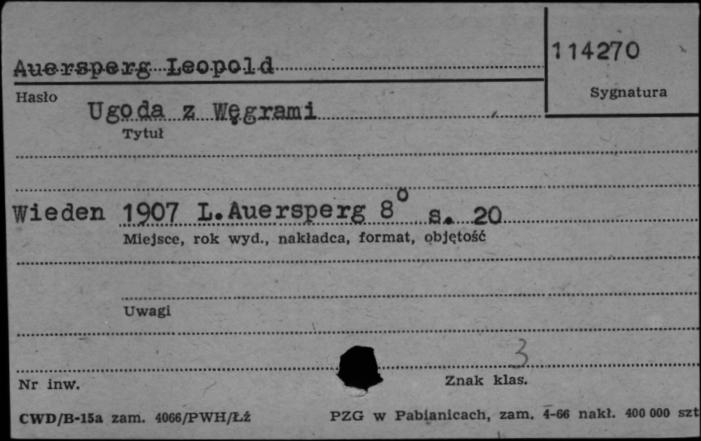 Auersperg Leopold
114270
Hasło
Sygnatura
Ugoda z Węgrami
Tytuł
Wieden 1907 L.Auersperg 8° s. 20
Miejsce, rok wyd., nakładca, format, objętość
Uwagi
3
Nr inw.
Znak klas.
CWD/B-15a zam. 4066/PWH/Łź
PZG w Pabianicach, zam. 4-66 nakł. 400 000 szt